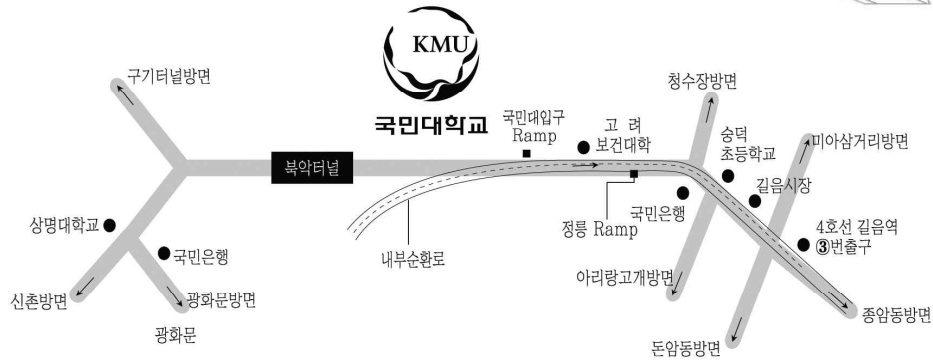 KMU
국민대학교
구기터널방면
북악터널
국민대입구
Ramp
고 려
보건대학
청수장방면
숭덕
초등학교
미아삼거리방면
길음시장
상명대학교
국민은행
신촌방면
광화문방면
광화문
내부순환로
정릉 Ramp
국민은행
4호선 길음역
③번출구
아리랑고개방면
돈암동방면
종암동방면